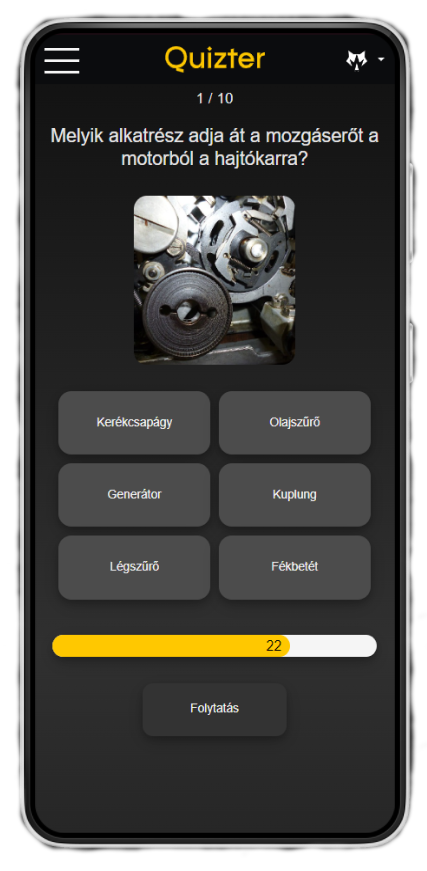 Quizter
1 / 10
Melyik alkatrész adja át a mozgáserőt a
motorból a hajtókarra?
Kerékcsapágy
Olajszűrő
Generátor
Kuplung
Légszűrő
Fékbetét
22
Folytatás